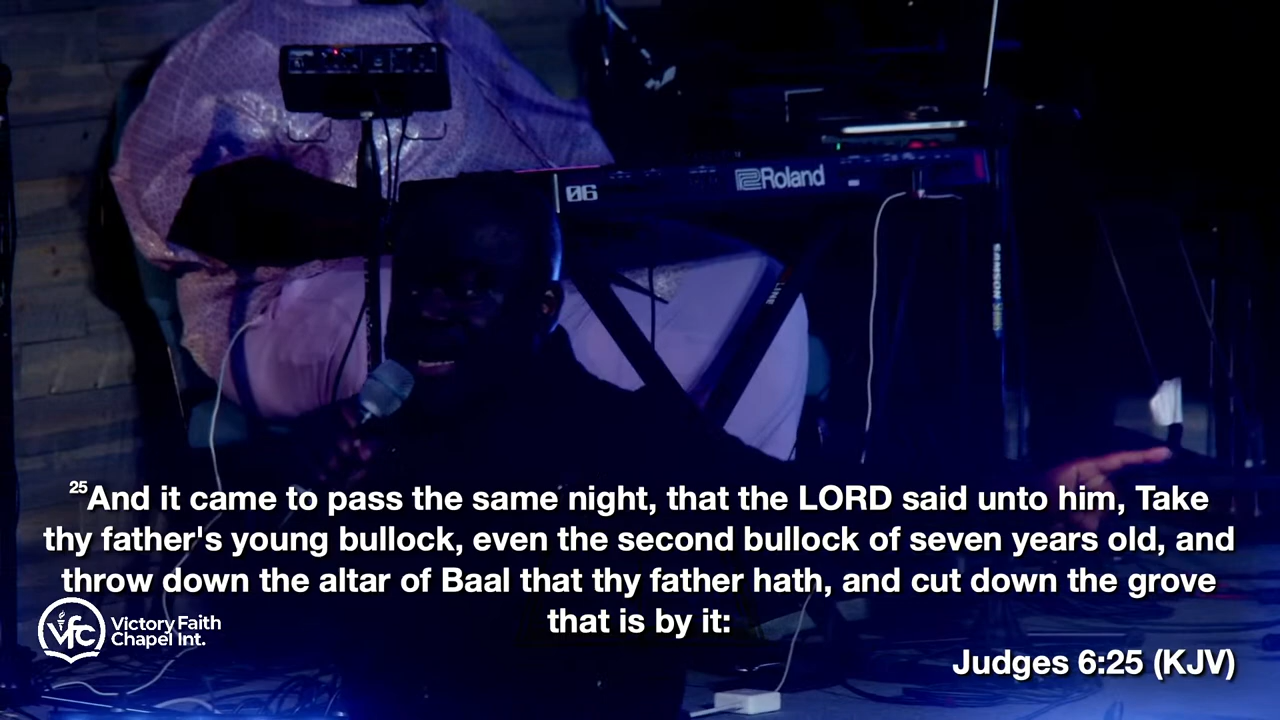 06 Roland
SAMSON
LINE
25And it came to pass the same night, that the LORD said unto him, Take
thy father's young bullock, even the second bullock of seven years old, and
throw down the altar of Baal that thy father hath, and cut down the grove
that is by it:
vfc Victory Faith
Chapel Int.
Judges 6:25 (KJV)